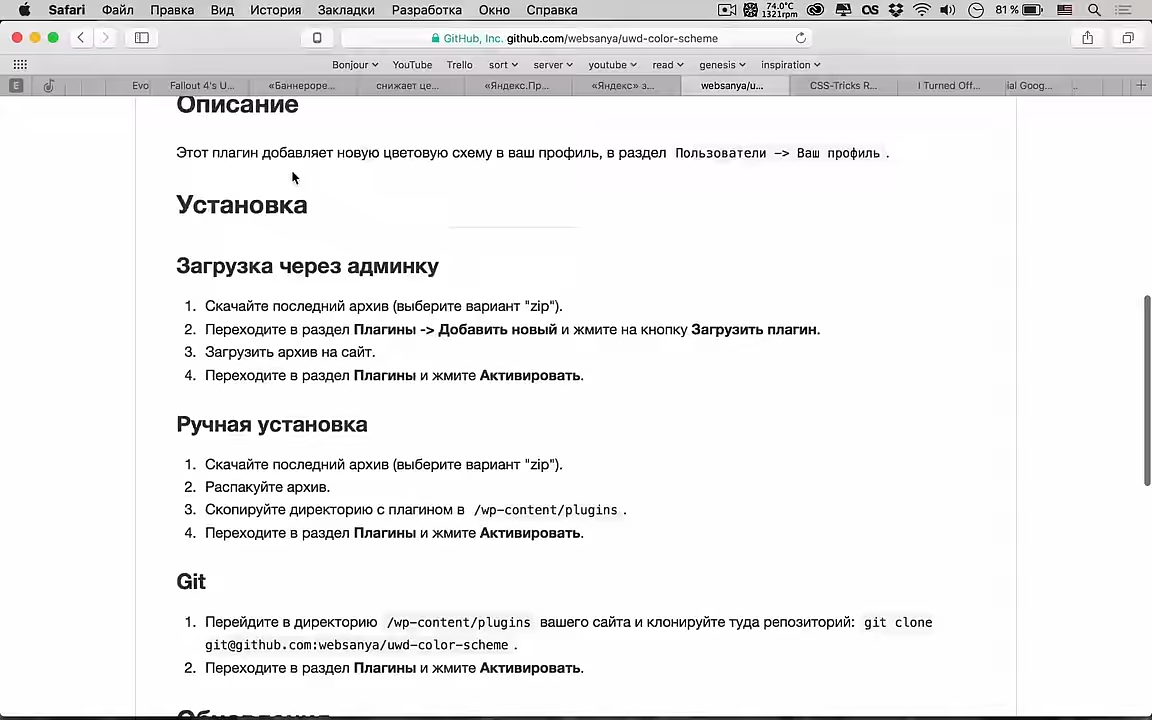 Safari Файл Правка Вид История Закладки Разработка Окно Справка 74.0°C 1321rpm 81 %
GitHub, Inc. github.com/websanya/uwd-color-scheme
Bonjour YouTube Trello sort server youtube read genesis inspiration
E Evo Fallout 4's U... «Баннероре... снижает це... «Яндекс.Пр... «Яндекс» з... websanya/u... CSS-Tricks R... I Turned Off... ial Goog...
Описание
Этот плагин добавляет новую цветовую схему в ваш профиль, в раздел Пользователи -> Ваш профиль .
Установка
Загрузка через админку
1. Скачайте последний архив (выберите вариант "zip").
2. Переходите в раздел Плагины -> Добавить новый и жмите на кнопку Загрузить плагин.
3. Загрузить архив на сайт.
4. Переходите в раздел Плагины и жмите Активировать.
Ручная установка
1. Скачайте последний архив (выберите вариант "zip").
2. Распакуйте архив.
3. Скопируйте директорию с плагином в /wp-content/plugins .
4. Переходите в раздел Плагины и жмите Активировать.
Git
1. Перейдите в директорию /wp-content/plugins вашего сайта и клонируйте туда репозиторий: git clone
git@github.com:websanya/uwd-color-scheme .
2. Переходите в раздел Плагины и жмите Активировать.